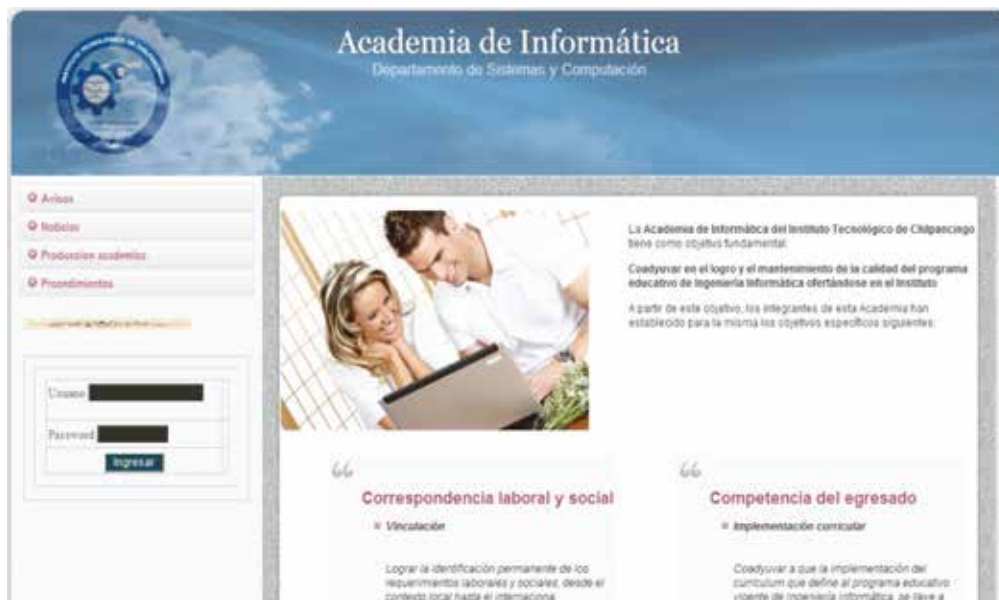 Academia de Informática
Departamento de Sistemas y Computación
Avisos
Noticias
Produccion academica
Procedimientos
Password
Ingresar
La Academia de Informática del Instituto Tecnológico de Chilpancingo
tiene como objetivo fundamental:
Coadyuvar en el logro y el mantenimiento de la calidad del programa
educativo de Ingeniería Informática ofertándose en el Instituto
A partir de este objetivo, los integrantes de esta Academia han
establecido para la misma los objetivos específicos siguientes:
Correspondencia laboral y social
Vinculación
Lograr la identificación permanente de los
requerimientos laborales y sociales, desde el
contexto local hasta el internaciona
Competencia del egresado
Implementación curricular
Coadyuvar a que la implementación del
curriculum que define al programa educativo
vigente de Ingeniería Informática, se lleve a